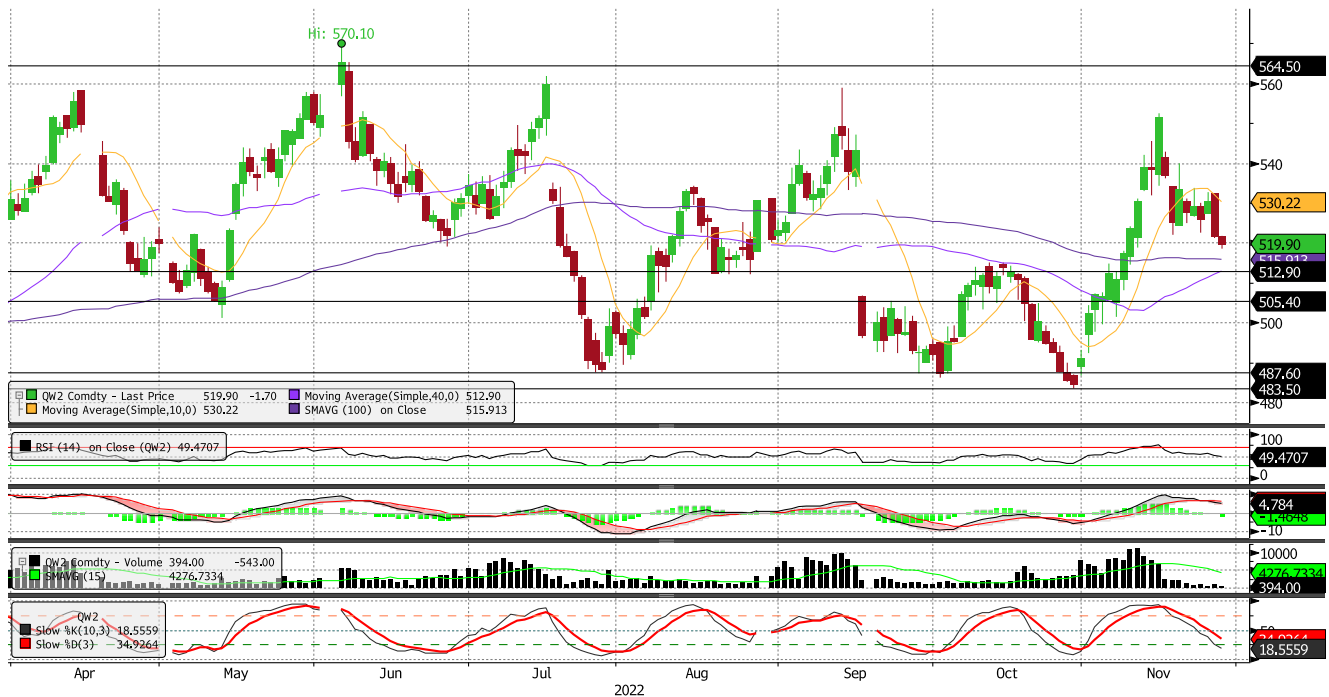 Hi: 570.10
564.50
560
540
530.22
519.90
515.913
512.90
505.40
500
487.60
483.50
480
QW2 Comdty - Last Price 519.90 -1.70 Moving Average(Simple,40,0) 512.90
Moving Average(Simple,10,0) 530.22 SMAVG (100) on Close 515.913
100
RSI (14) on Close (QW2) 49.4707
49.4707
0
4.784
-1.4648
-10
QW2 Comdty - Volume 394.00 -543.00
10000
SMAVG (15) 4276.7334
4276.7334
394.00
QW2
Slow %K(10,3) 18.5559
50
Slow %D(3) 34.9264
34.9264
18.5559
Apr May Jun Jul Aug Sep Oct Nov
2022